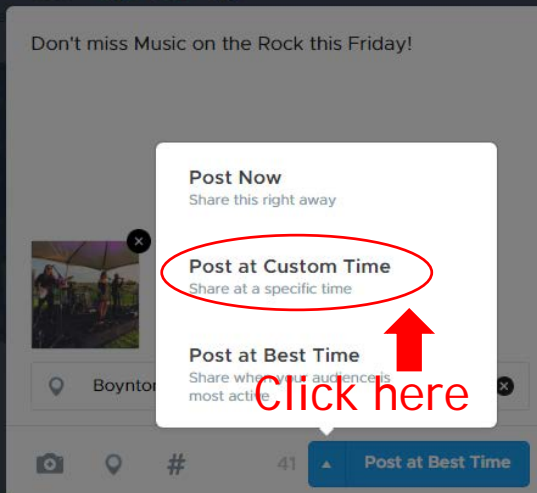 Don't miss Music on the Rock this Friday!
Post Now
Share this right away
Post at Custom Time
Share at a specific time
Post at Best Time
Share when your audience is
most active
Click here
Boynto
#
41
Post at Best Time